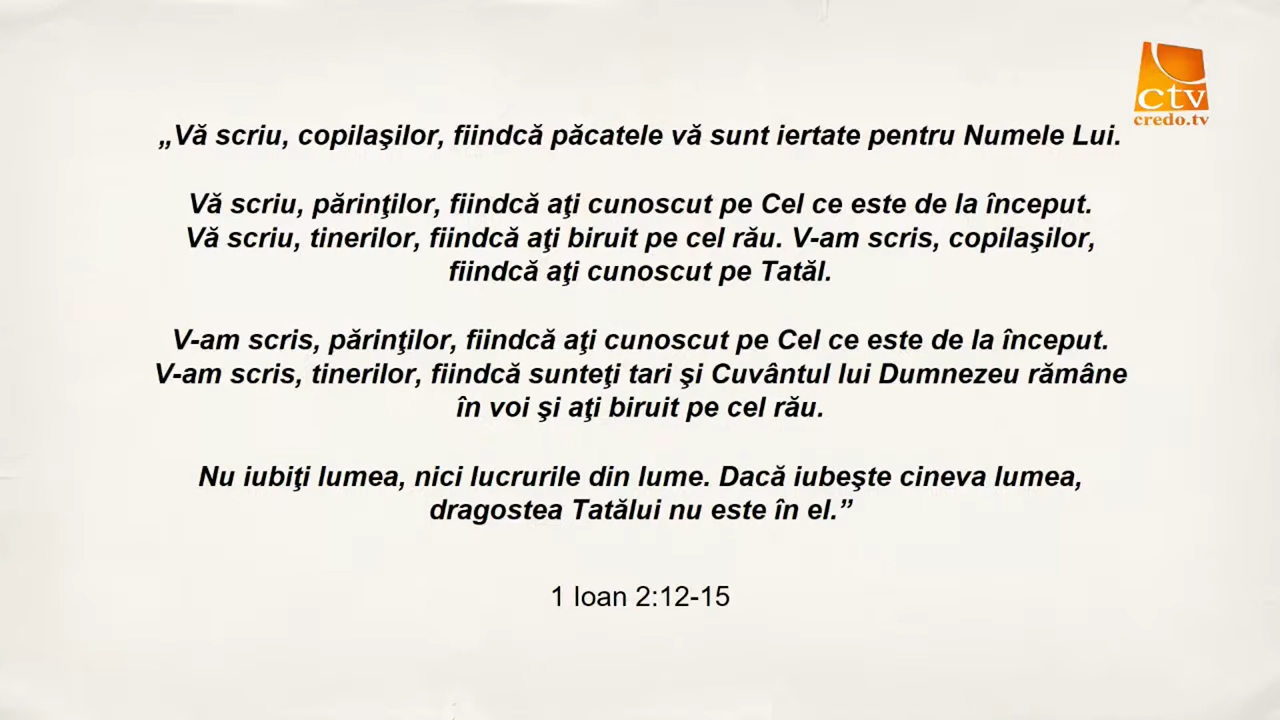 ctv
credo.tv
„Vă scriu, copilaşilor, fiindcă păcatele vă sunt iertate pentru Numele Lui.
Vă scriu, părinţilor, fiindcă aţi cunoscut pe Cel ce este de la început.
Vă scriu, tinerilor, fiindcă aţi biruit pe cel rău. V-am scris, copilaşilor,
fiindcă aţi cunoscut pe Tatăl.
V-am scris, părinţilor, fiindcă aţi cunoscut pe Cel ce este de la început.
V-am scris, tinerilor, fiindcă sunteţi tari şi Cuvântul lui Dumnezeu rămâne
în voi şi aţi biruit pe cel rău.
Nu iubiţi lumea, nici lucrurile din lume. Dacă iubeşte cineva lumea,
dragostea Tatălui nu este în el.”
1 Ioan 2:12-15